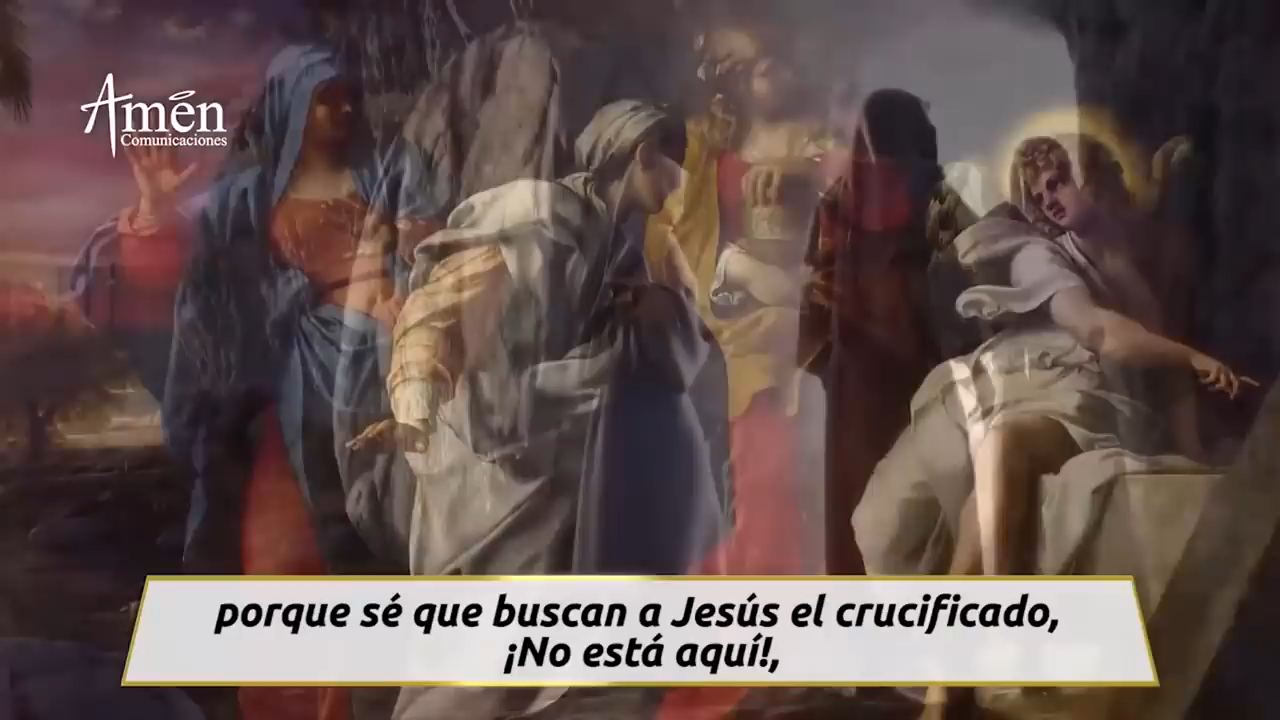 Amén
Comunicaciones
porque sé que buscan a Jesús el crucificado,
¡No está aquí!,